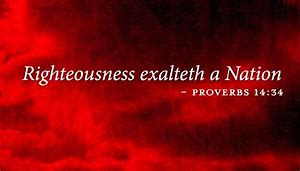 Righteousness exalteth a Nation
– PROVERBS 14:34